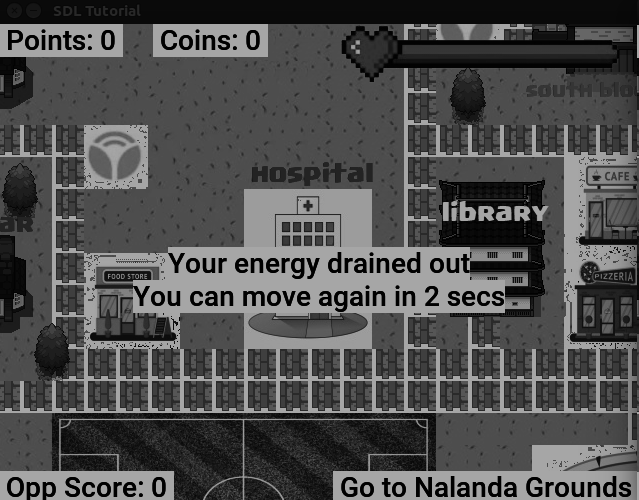 SDL Tutorial
Points: 0
Coins: 0
Hospital
LIBRARY
CAFE
Your energy drained out
FOOD STORE
PIZZERIA
You can move again in 2 secs
Opp Score: 0
Go to Nalanda Grounds